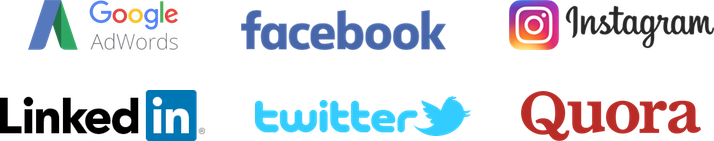 Google
AdWords
facebook
Instagram
Linked in ®
twitter
Quora